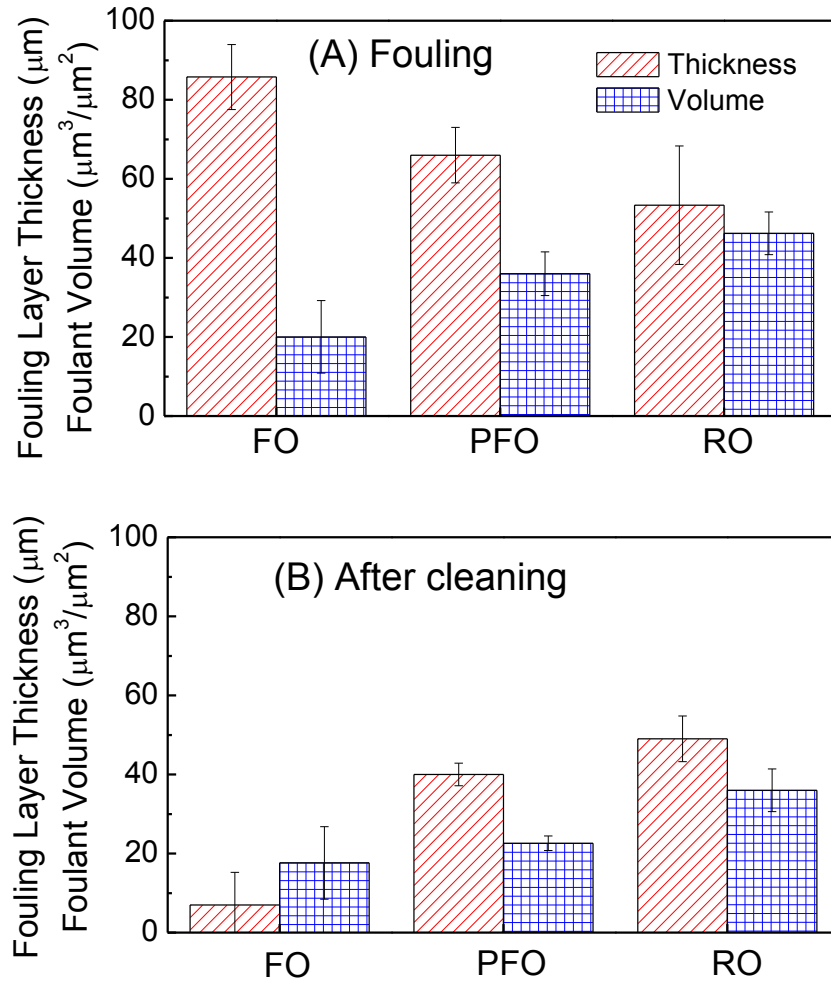 (A) Fouling
Thickness
Volume
Fouling Layer Thickness (μm)
Foulant Volume (μm³/μm²)
100
80
60
40
20
0
FO PFO RO
(B) After cleaning
Fouling Layer Thickness (μm)
Foulant Volume (μm³/μm²)
100
80
60
40
20
0
FO PFO RO